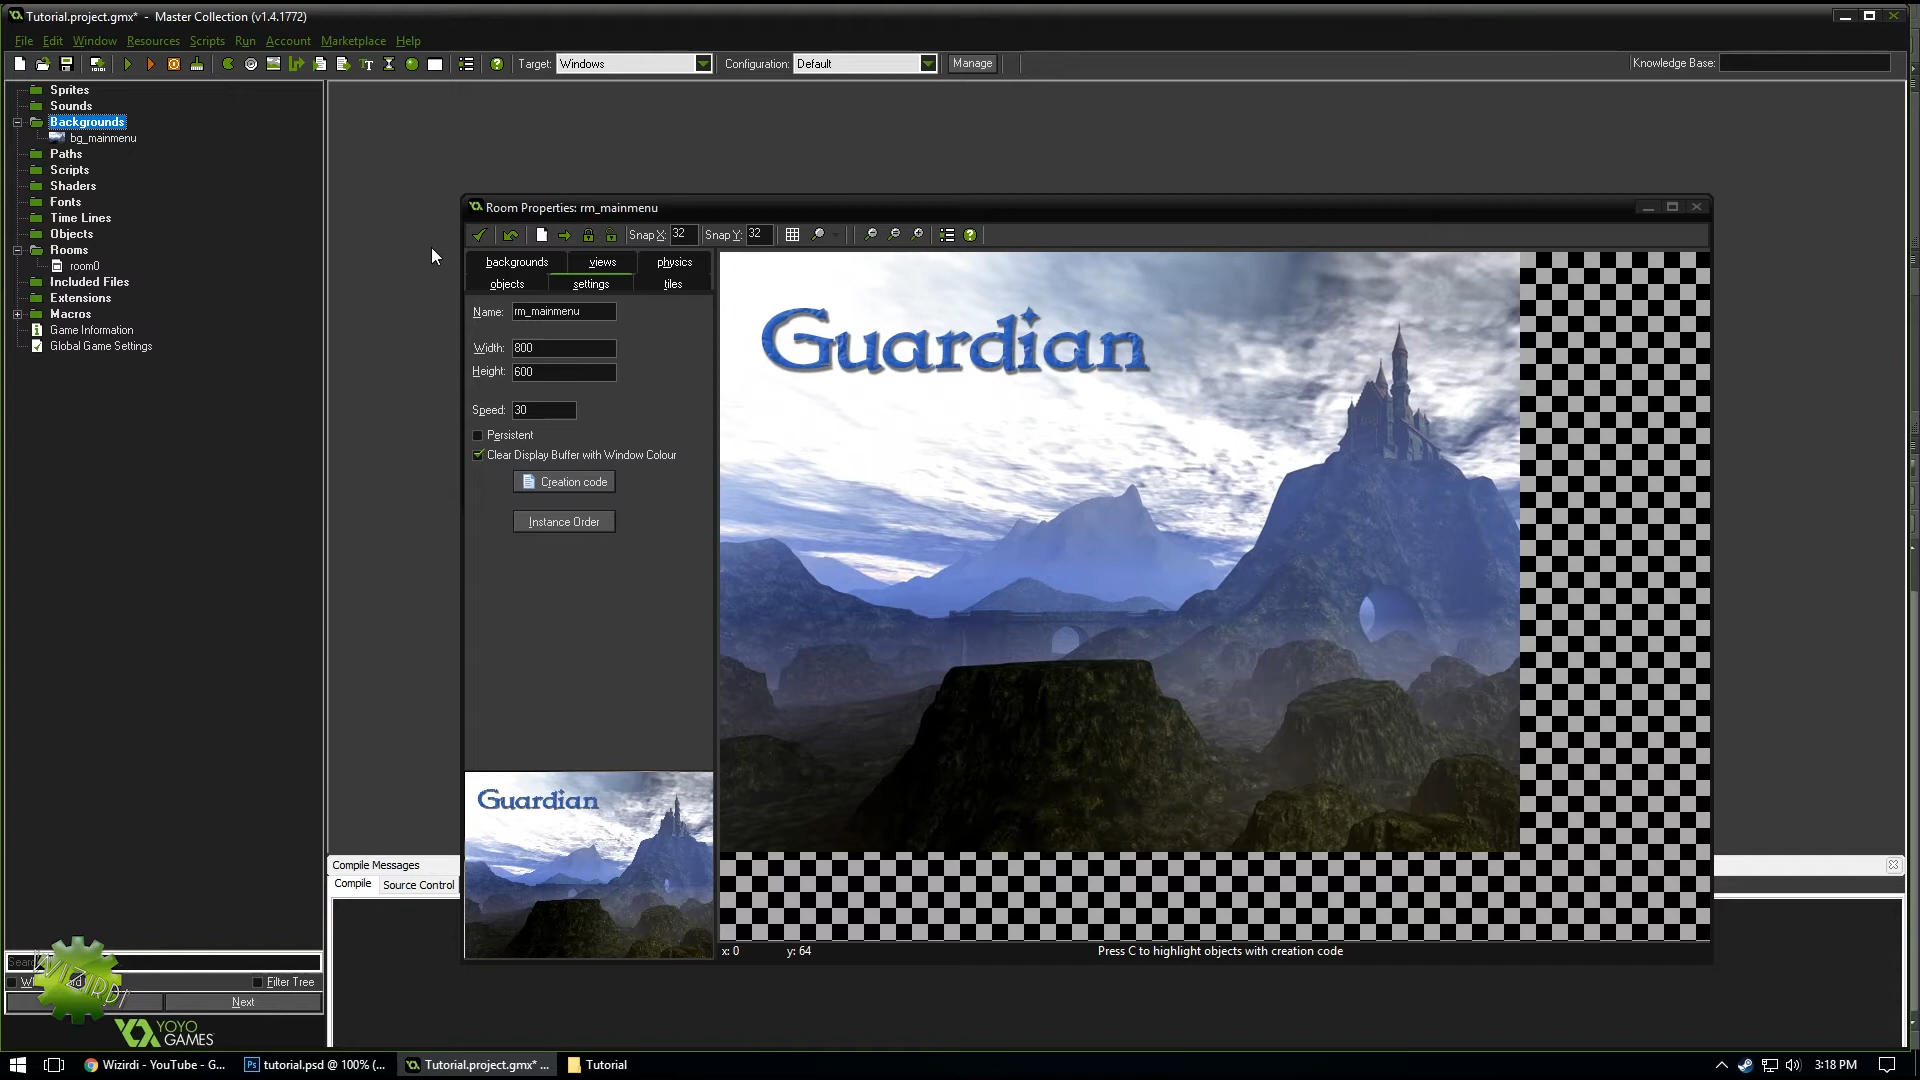 Tutorial.project.gmx* - Master Collection (v1.4.1772)
File Edit Window Resources Scripts Run Account Marketplace Help
Target: Windows Configuration: Default Manage Knowledge Base:
Sprites
Sounds
Backgrounds
bg_mainmenu
Paths
Scripts
Shaders
Fonts
Time Lines
Objects
Rooms
room0
Included Files
Extensions
Macros
Game Information
Global Game Settings
Room Properties: rm_mainmenu
Snap X: 32 Snap Y: 32
backgrounds views physics
objects settings tiles
Name: rm_mainmenu
Width: 800
Height: 600
Speed: 30
Persistent
Clear Display Buffer with Window Colour
Creation code
Instance Order
Guardian
Guardian
x: 0 y: 64 Press C to highlight objects with creation code
Compile Messages
Compile Source Control
Filter Tree
Next
WIZIRDI
YOYO
GAMES
Wizirdi - YouTube - G...
tutorial.psd @ 100% (...
Tutorial.project.gmx* ...
Tutorial
3:18 PM